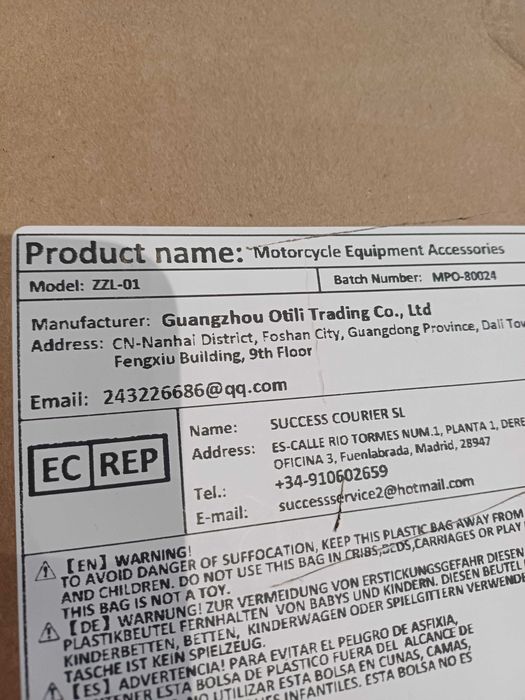 Product name: Motorcycle Equipment Accessories
Model: ZZL-01
Batch Number: MPO-80024
Manufacturer: Guangzhou Otili Trading Co., Ltd
Address: CN-Nanhai District, Foshan City, Guangdong Province, Dali
Fengxiu Building, 9th Floor
Email: 243226686@qq.com
EC REP
Name: SUCCESS COURIER SL
Address: ES-CALLE RIO TORMES NUM.1, PLANTA 1, DERE
OFICINA 3, Fuenlabrada, Madrid, 28947
Tel.: +34-910602659
E-mail: successservice2@hotmail.com
【EN】 WARNING!
TO AVOID DANGER OF SUFFOCATION, KEEP THIS PLASTIC BAG AWAY FROM
AND CHILDREN. DO NOT USE THIS BAG IN CRIBS,BEDS,CARRIAGES OR PLAY
THIS BAG IS NOT A TOY.
【DE】 WARNUNG! ZUR VERMEIDUNG VON ERSTICKUNGSGEFAHR DIESEN
PLASTIKBEUTEL FERNHALTEN VON BABYS UND KINDERN. DIESEN BEUTEL
KINDERBETTEN, BETTEN, KINDERWAGEN ODER SPIELGITTERN VERWENDE
TASCHE IST KEIN SPIELZEUG.
【ES】 ADVERTENCIA! PARA EVITAR EL PELIGRO DE ASFIXIA,
TENER ESTA BOLSA DE PLASTICO FUERA DEL ALCANCE DE
NO UTILIZAR ESTA BOLSA EN CUNAS, CAMAS,
INFANTILES. ESTA BOLSA NO ES